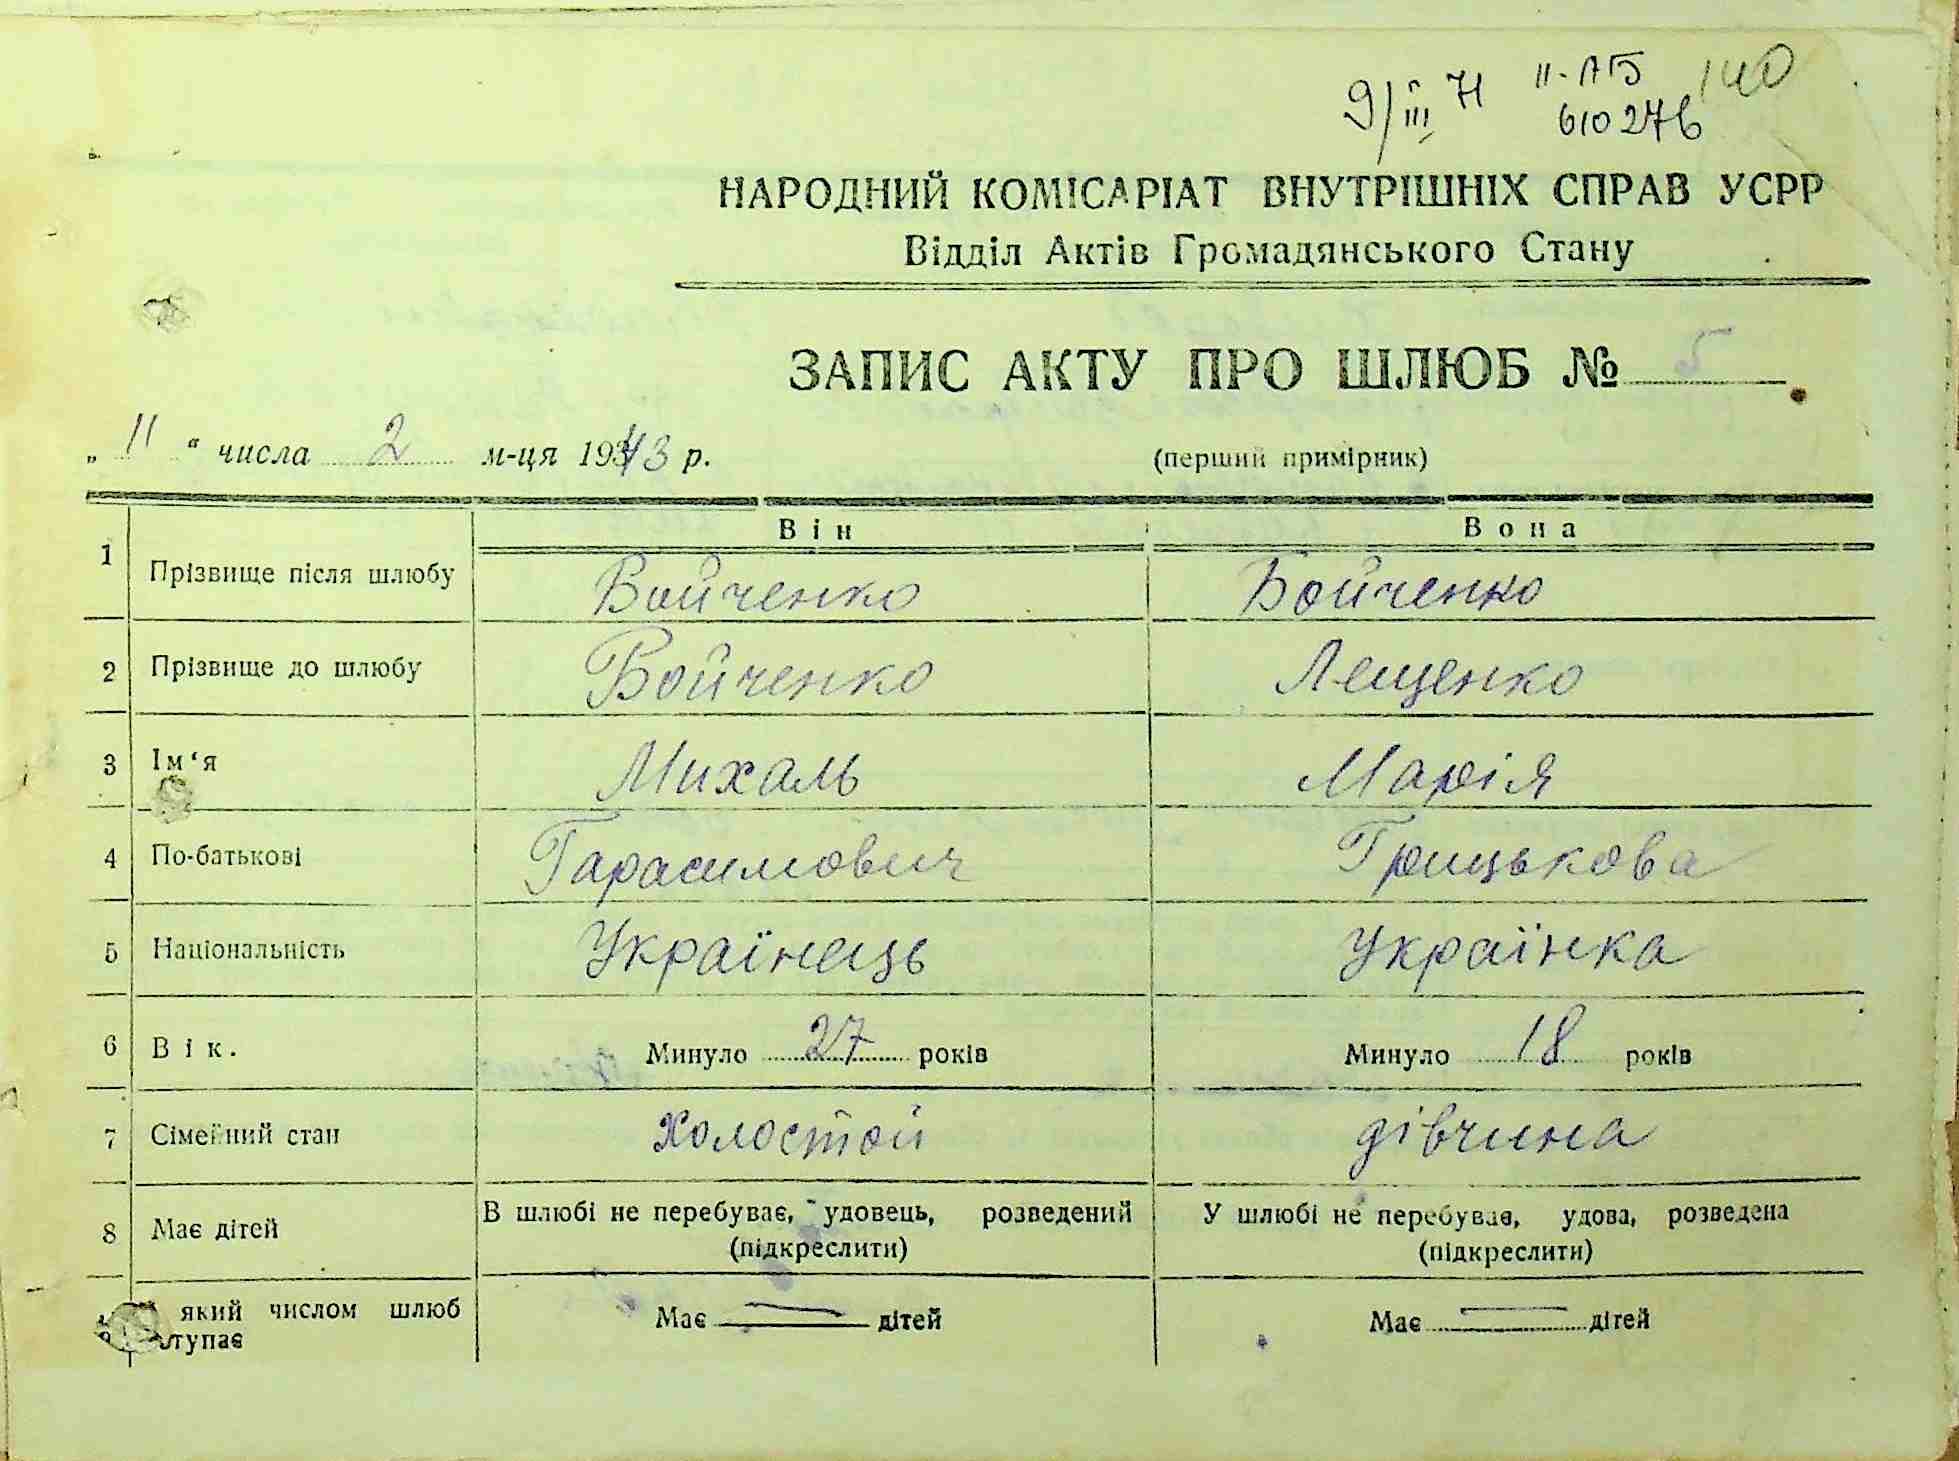 9/III 71 II-АБ 140
610276
НАРОДНИЙ КОМІСАРІАТ ВНУТРІШНІХ СПРАВ УСРР
Відділ Актів Громадянського Стану
ЗАПИС АКТУ ПРО ШЛЮБ № 5
„ 11 “ числа 2 м-ця 1943 р. (перший примірник)
Він Вона
1 Прізвище після шлюбу Бойченко Бойченко
2 Прізвище до шлюбу Бойченко Лещенко
3 Ім‘я Михаль Марія
4 По-батькові Гарасимович Грицькова
5 Національність Українець Українка
6 Вік. Минуло 27 років Минуло 18 років
7 Сімейний стан Холостой дівчина
8 Має дітей В шлюбі не перебуває, удовець, розведений У шлюбі не перебуває, удова, розведена
(підкреслити) (підкреслити)
який числом шлюб Має — дітей Має — дітей
ступає